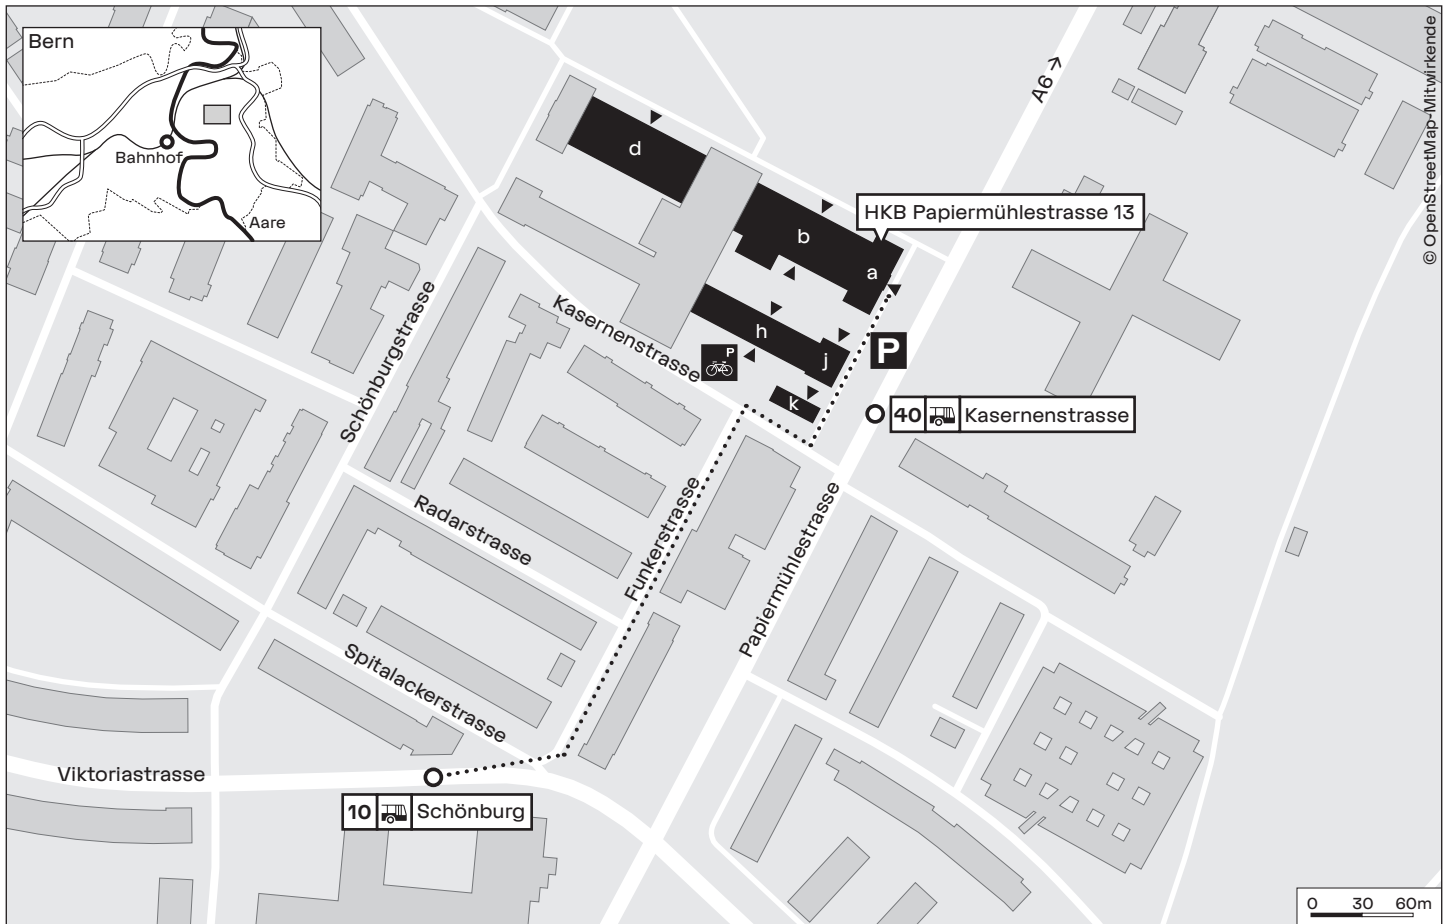 Bern
Bahnhof
Aare
A6 →
© OpenStreetMap-Mitwirkende
d
HKB Papiermühlestrasse 13
b
a
Schönburgstrasse
Kasernenstrasse
h
P
j
P
k
40 Kasernenstrasse
Radarstrasse
Funkerstrasse
Papiermühlestrasse
Spitalackerstrasse
Viktoriastrasse
10 Schönburg
0 30 60m